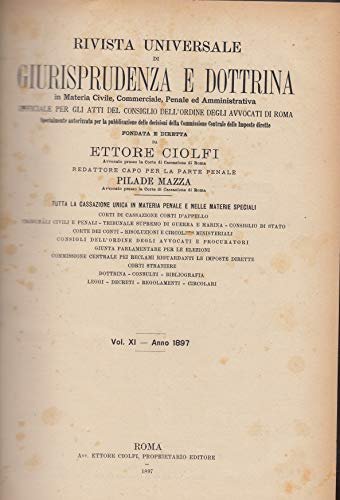 RIVISTA UNIVERSALE
DI
GIURISPRUDENZA E DOTTRINA
in Materia Civile, Commerciale, Penale ed Amministrativa
UFFICIALE PER GLI ATTI DEL CONSIGLIO DELL'ORDINE DEGLI AVVOCATI DI ROMA
Specialmente autorizzata per la pubblicazione delle decisioni della Commissione Centrale delle Imposte dirette
FONDATA E DIRETTA
DA
ETTORE CIOLFI
Avvocato presso la Corte di Cassazione di Roma
REDATTORE CAPO PER LA PARTE PENALE
PILADE MAZZA
Avvocato presso la Corte di Cassazione di Roma
TUTTA LA CASSAZIONE UNICA IN MATERIA PENALE E NELLE MATERIE SPECIALI
CORTI DI CASSAZIONE CORTI D'APPELLO
TRIBUNALI CIVILI E PENALI - TRIBUNALE SUPREMO DI GUERRA E MARINA - CONSIGLIO DI STATO
CORTE DEI CONTI - RISOLUZIONI E CIRCOLARI MINISTERIALI
CONSIGLI DELL'ORDINE DEGLI AVVOCATI E PROCURATORI
GIUNTA PARLAMENTARE PER LE ELEZIONI
COMMISSIONE CENTRALE PEI RECLAMI RISGUARDANTI LE IMPOSTE DIRETTE
CORTI STRANIERE
DOTTRINA - CONSULTI - BIBLIOGRAFIA
LEGGI - DECRETI - REGOLAMENTI - CIRCOLARI
Vol. XI — Anno 1897
ROMA
Avv. ETTORE CIOLFI, PROPRIETARIO EDITORE
1897